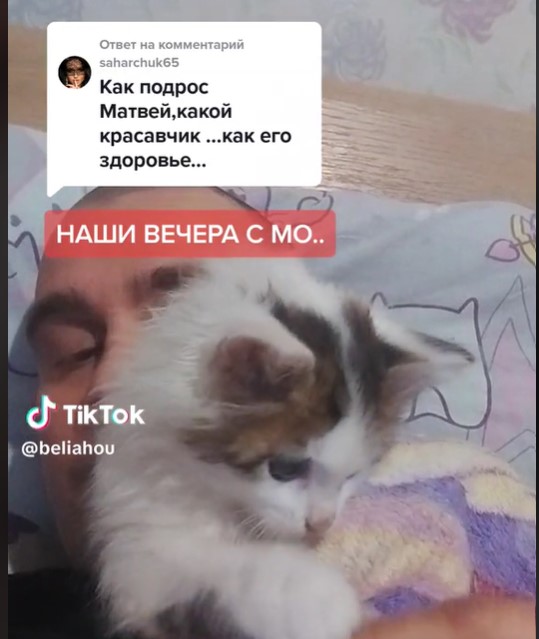 Ответ на комментарий
saharchuk65
Как подрос
Матвей,какой
красавчик ...как его
здоровье...
НАШИ ВЕЧЕРА С МО..
TikTok
@beliahou